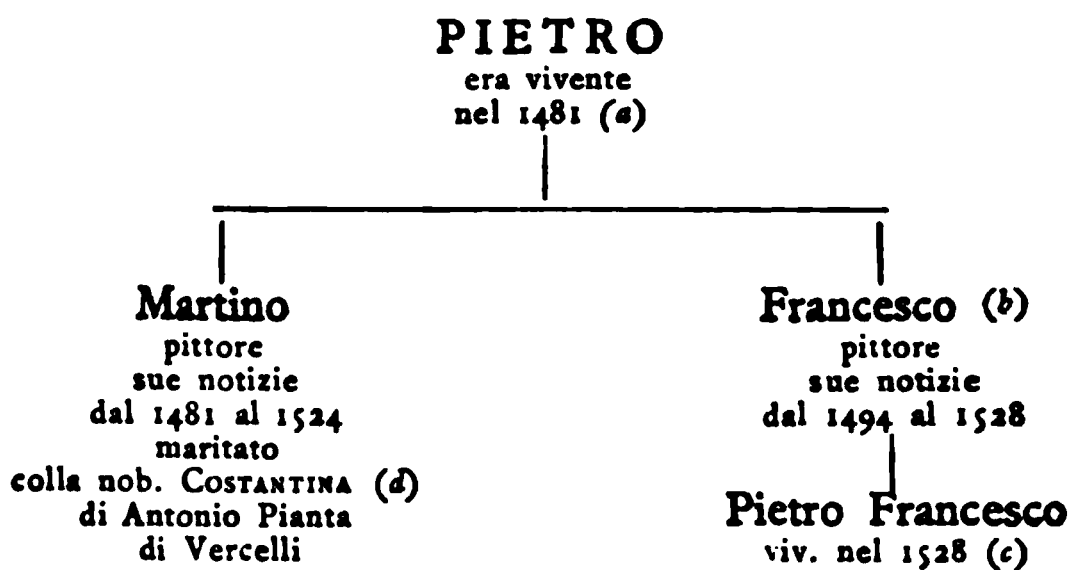 PIETRO
era vivente
nel 1481 (a)
Martino
pittore
sue notizie
dal 1481 al 1524
maritato
colla nob. COSTANTINA (d)
di Antonio Pianta
di Vercelli
Francesco (b)
pittore
sue notizie
dal 1494 al 1528
Pietro Francesco
viv. nel 1528 (c)